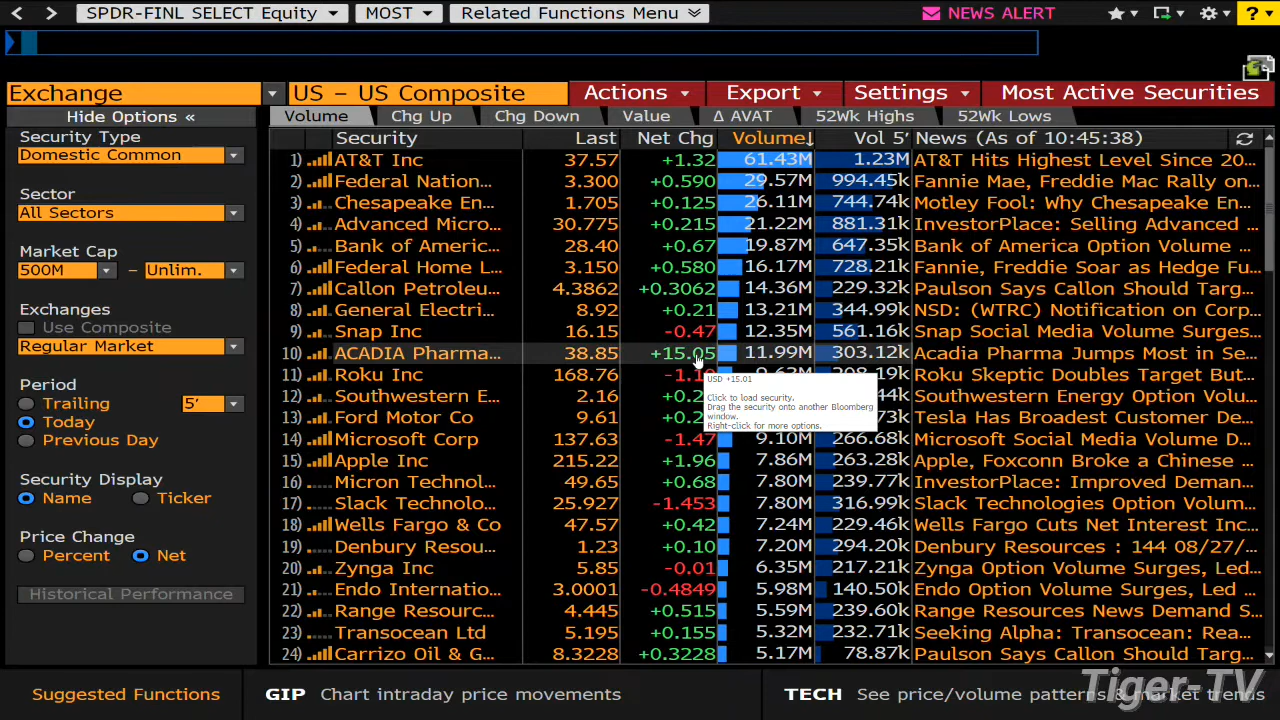 SPDR-FINL SELECT Equity MOST Related Functions Menu NEWS ALERT ?
Exchange US - US Composite Actions Export Settings Most Active Securities
Hide Options « Volume Chg Up Chg Down Value Δ AVAT 52Wk Highs 52Wk Lows
Security Type
Domestic Common
Sector
All Sectors
Market Cap
500M - Unlim.
Exchanges
Use Composite
Regular Market
Period
Trailing 5'
Today
Previous Day
Security Display
Name Ticker
Price Change
Percent Net
Historical Performance
Security Last Net Chg Volume↓ Vol 5' News (As of 10:45:38)
1) AT&T Inc 37.57 +1.32 61.43M 1.23M AT&T Hits Highest Level Since 20...
2) Federal Nation... 3.300 +0.590 29.57M 994.45k Fannie Mae, Freddie Mac Rally on...
3) Chesapeake En... 1.705 +0.125 26.11M 744.74k Motley Fool: Why Chesapeake En...
4) Advanced Micro... 30.775 +0.215 21.22M 881.31k InvestorPlace: Selling Advanced ...
5) Bank of Americ... 28.40 +0.67 19.87M 647.35k Bank of America Option Volume ...
6) Federal Home L... 3.150 +0.580 16.17M 728.21k Fannie, Freddie Soar as Hedge Fu...
7) Callon Petroleu... 4.3862 +0.3062 14.36M 229.32k Paulson Says Callon Should Targ...
8) General Electri... 8.92 +0.21 13.21M 344.99k NSD: (WTRC) Notification on Corp...
9) Snap Inc 16.15 -0.47 12.35M 561.16k Snap Social Media Volume Surges...
10) ACADIA Pharma... 38.85 +15.05 11.99M 303.12k Acadia Pharma Jumps Most in Se...
11) Roku Inc 168.76 Roku Skeptic Doubles Target But...
12) Southwestern E... 2.16 Southwestern Energy Option Volu...
13) Ford Motor Co 9.61 Tesla Has Broadest Customer De...
14) Microsoft Corp 137.63 -1.47 9.10M 266.68k Microsoft Social Media Volume D...
15) Apple Inc 215.22 +1.96 7.86M 263.28k Apple, Foxconn Broke a Chinese ...
16) Micron Technol... 49.65 +0.68 7.80M 239.77k InvestorPlace: Improved Deman...
17) Slack Technolo... 25.927 -1.453 7.80M 316.99k Slack Technologies Option Volum...
18) Wells Fargo & Co 47.57 +0.42 7.24M 229.46k Wells Fargo Cuts Net Interest Inc...
19) Denbury Resou... 1.23 +0.10 7.20M 294.20k Denbury Resources : 144 08/27/...
20) Zynga Inc 5.85 -0.01 6.35M 217.21k Zynga Option Volume Surges, Led...
21) Endo Internatio... 3.0001 -0.4849 5.98M 140.50k Endo Option Volume Surges, Led ...
22) Range Resourc... 4.445 +0.515 5.59M 239.60k Range Resources News Demand S...
23) Transocean Ltd 5.195 +0.155 5.32M 232.71k Seeking Alpha: Transocean: Rea...
24) Carrizo Oil & G... 8.3228 +0.3228 5.17M 78.87k Paulson Says Callon Should Targ...
USD +15.01
Click to load security.
Drag the security onto another Bloomberg
window.
Right-click for more options.
Suggested Functions GIP Chart intraday price movements TECH See price/volume patterns & market trends
Tiger-TV